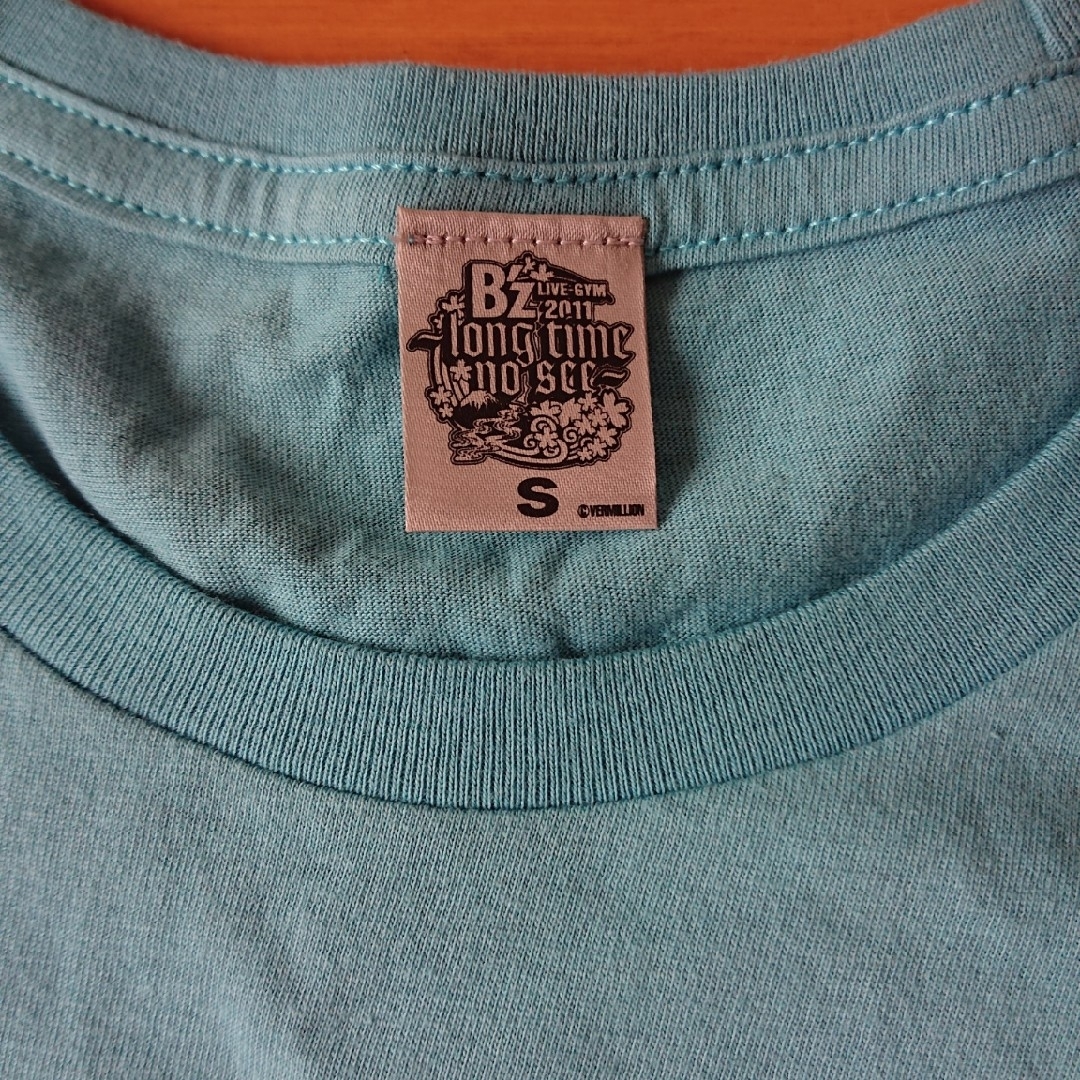 B'z LIVE-GYM
2011
~long time
no see~
S
©VERMILLION